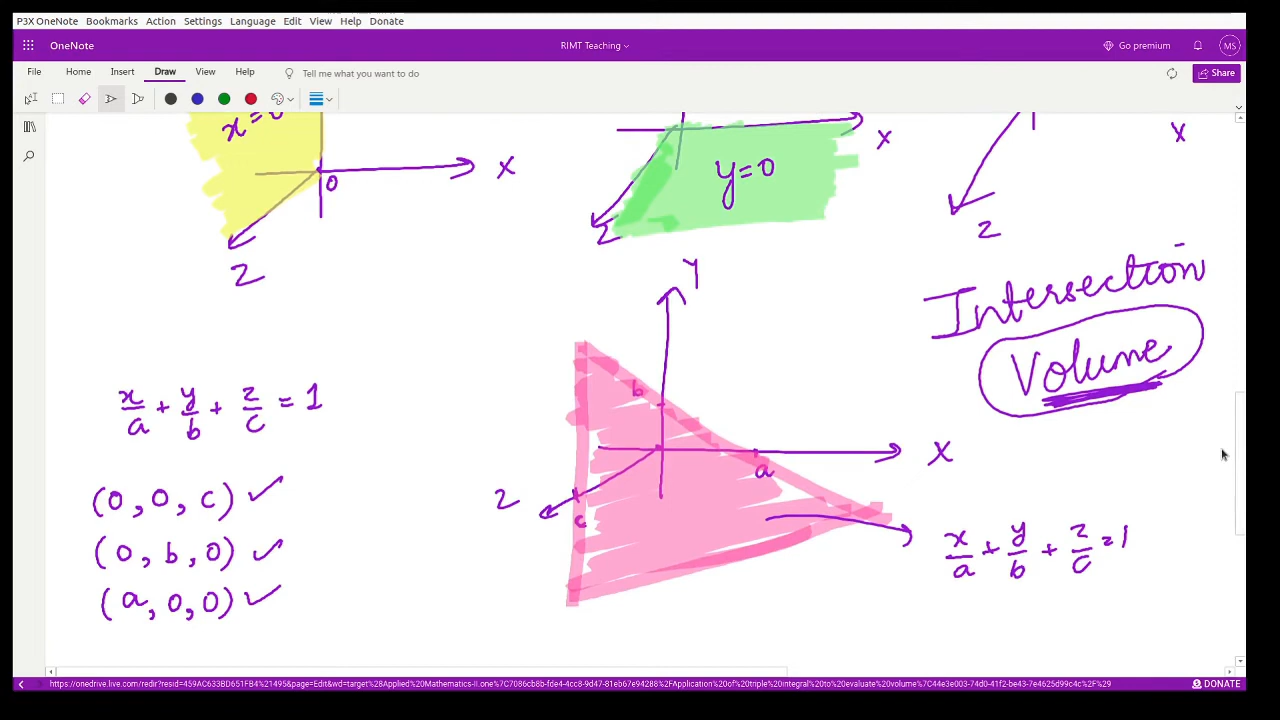 P3X OneNote Bookmarks Action Settings Language Edit View Help Donate
OneNote
RIMT Teaching
Go premium
MS
File Home Insert Draw View Help
Tell me what you want to do
Share
x=0
X
0
Z
y=0
X
Z
X
Z
Intersection
Volume
Y
x/a + y/b + z/c = 1
b
X
a
(0, 0, c) ✓
Z
c
(0, b, 0) ✓
x/a + y/b + z/c = 1
(a, 0, 0) ✓
DONATE